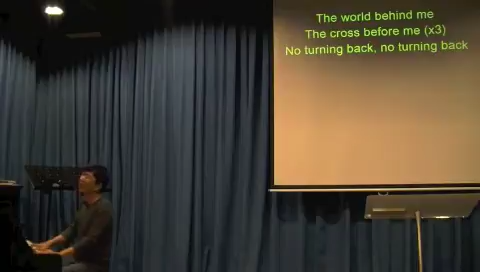 The world behind me
The cross before me (x3)
No turning back, no turning back